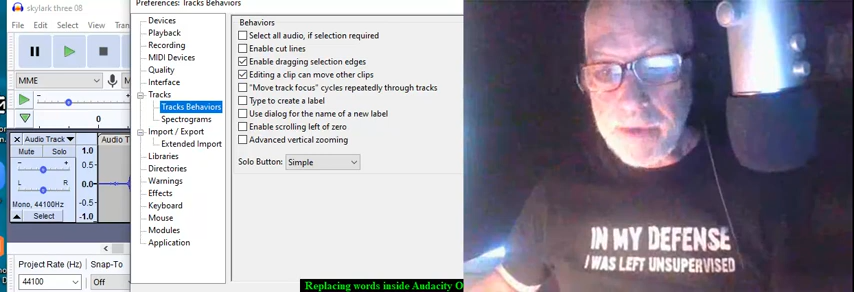 skylark three 08
Preferences: Tracks Behaviors
File Edit Select View
MME
0
Audio Track
Audio T
Mute Solo
- +
L R
Mono, 44100Hz
Select
1.0
0.5-
0.0-
-0.5-
-1.0
Project Rate (Hz) Snap-To
44100 Off
Devices
Playback
Recording
MIDI Devices
Quality
Interface
Tracks
Tracks Behaviors
Spectrograms
Import / Export
Extended Import
Libraries
Directories
Warnings
Effects
Keyboard
Mouse
Modules
Application
Behaviors
Select all audio, if selection required
Enable cut lines
Enable dragging selection edges
Editing a clip can move other clips
"Move track focus" cycles repeatedly through tracks
Type to create a label
Use dialog for the name of a new label
Enable scrolling left of zero
Advanced vertical zooming
Solo Button: Simple
Replacing words inside Audacity O
IN MY DEFENSE
I WAS LEFT UNSUPERVISED